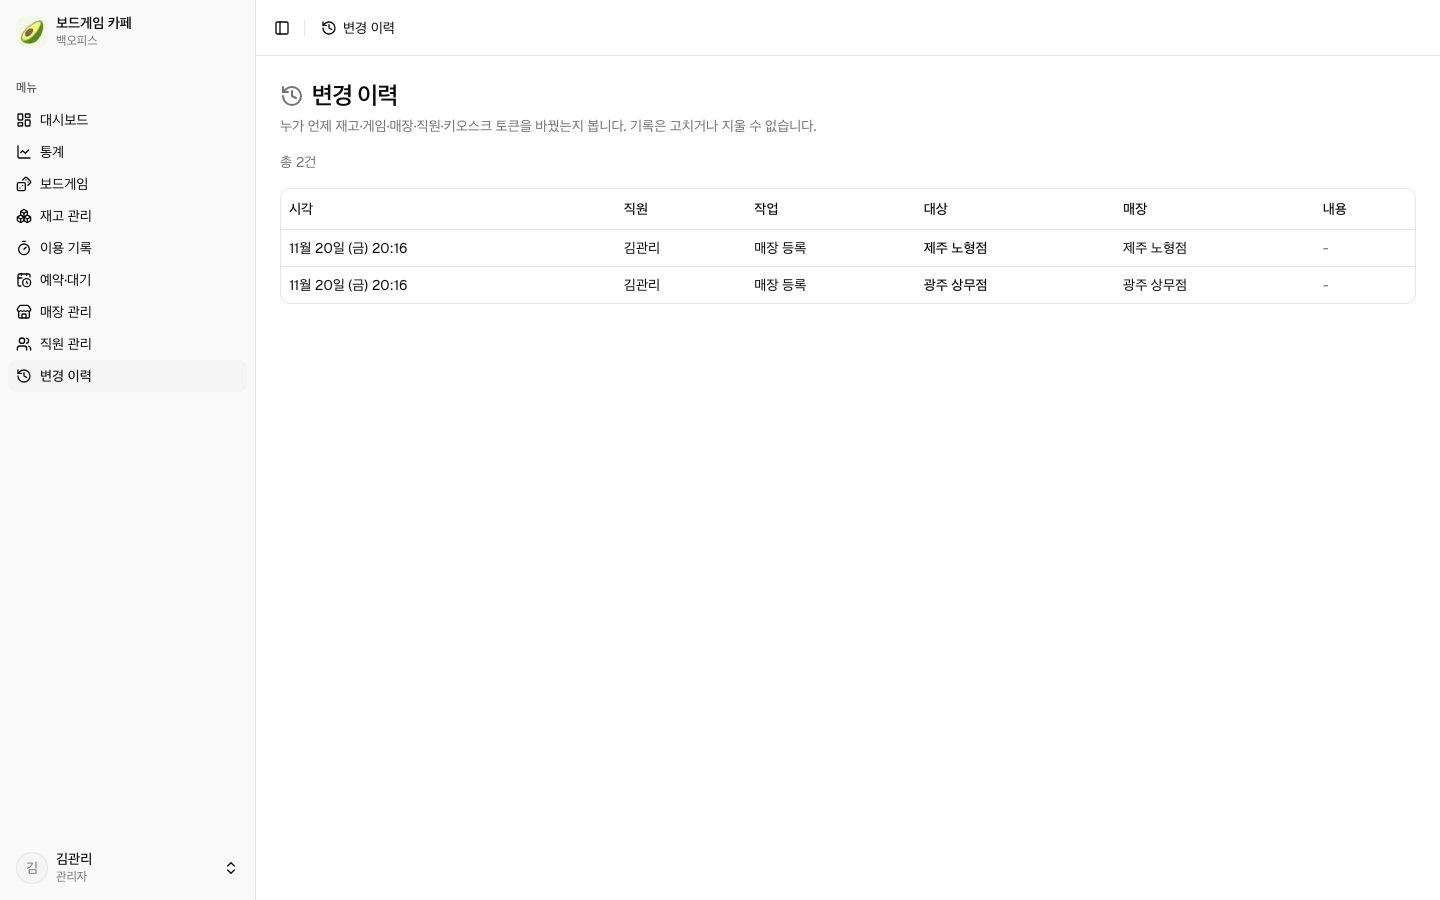 보드게임 카페
백오피스
메뉴
대시보드
통계
보드게임
재고 관리
이용 기록
예약·대기
매장 관리
직원 관리
변경 이력
김
김관리
관리자
변경 이력
변경 이력
누가 언제 재고·게임·매장·직원·키오스크 토큰을 바꿨는지 봅니다. 기록은 고치거나 지울 수 없습니다.
총 2건
시각 직원 작업 대상 매장 내용
11월 20일 (금) 20:16 김관리 매장 등록 제주 노형점 제주 노형점 -
11월 20일 (금) 20:16 김관리 매장 등록 광주 상무점 광주 상무점 -